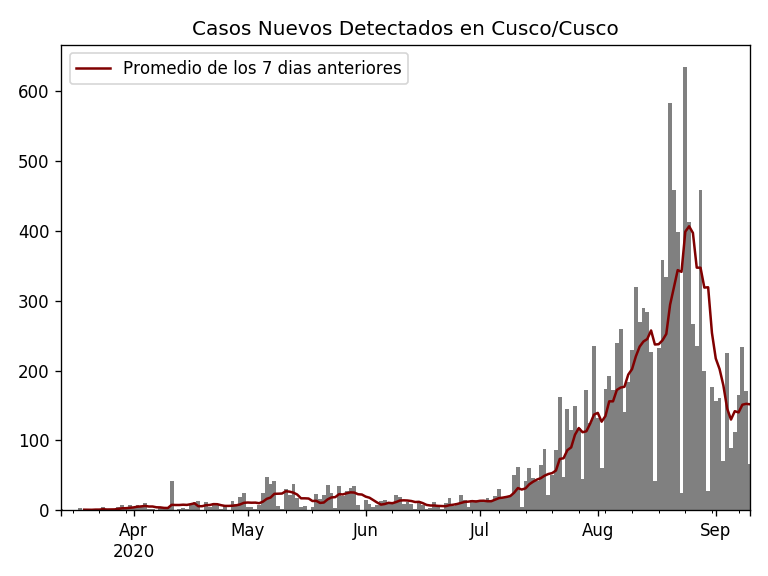 Casos Nuevos Detectados en Cusco/Cusco
Promedio de los 7 dias anteriores
600
500
400
300
200
100
0
Apr
2020
May
Jun
Jul
Aug
Sep